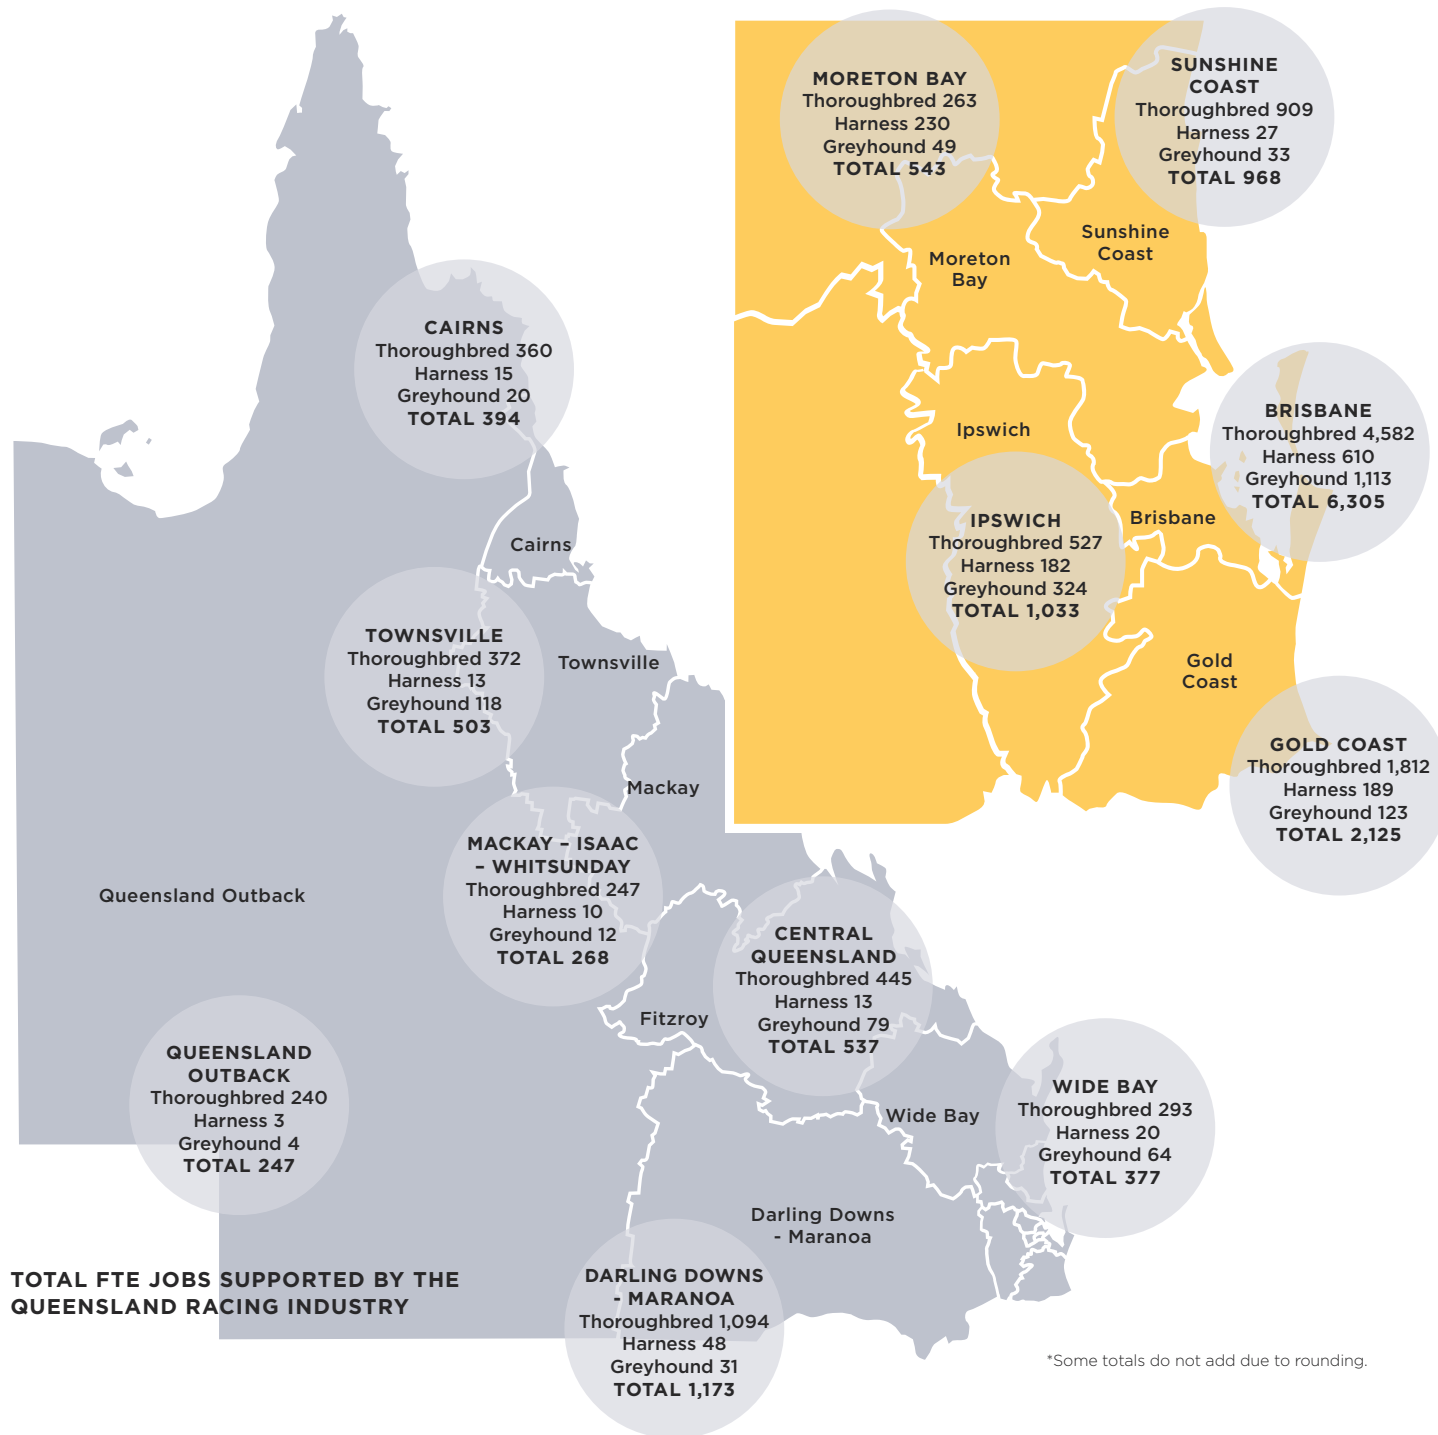 MORETON BAY
Thoroughbred 263
Harness 230
Greyhound 49
TOTAL 543
SUNSHINE
COAST
Thoroughbred 909
Harness 27
Greyhound 33
TOTAL 968
Sunshine
Coast
Moreton
Bay
CAIRNS
Thoroughbred 360
Harness 15
Greyhound 20
TOTAL 394
BRISBANE
Thoroughbred 4,582
Harness 610
Greyhound 1,113
TOTAL 6,305
Ipswich
IPSWICH
Thoroughbred 527
Harness 182
Greyhound 324
TOTAL 1,033
Brisbane
Cairns
TOWNSVILLE
Thoroughbred 372
Harness 13
Greyhound 118
TOTAL 503
Townsville
Gold
Coast
GOLD COAST
Thoroughbred 1,812
Harness 189
Greyhound 123
TOTAL 2,125
Mackay
MACKAY – ISAAC
– WHITSUNDAY
Thoroughbred 247
Harness 10
Greyhound 12
TOTAL 268
Queensland Outback
CENTRAL
QUEENSLAND
Thoroughbred 445
Harness 13
Greyhound 79
TOTAL 537
Fitzroy
QUEENSLAND
OUTBACK
Thoroughbred 240
Harness 3
Greyhound 4
TOTAL 247
WIDE BAY
Thoroughbred 293
Harness 20
Greyhound 64
TOTAL 377
Wide Bay
Darling Downs
- Maranoa
TOTAL FTE JOBS SUPPORTED BY THE
QUEENSLAND RACING INDUSTRY
DARLING DOWNS
- MARANOA
Thoroughbred 1,094
Harness 48
Greyhound 31
TOTAL 1,173
*Some totals do not add due to rounding.